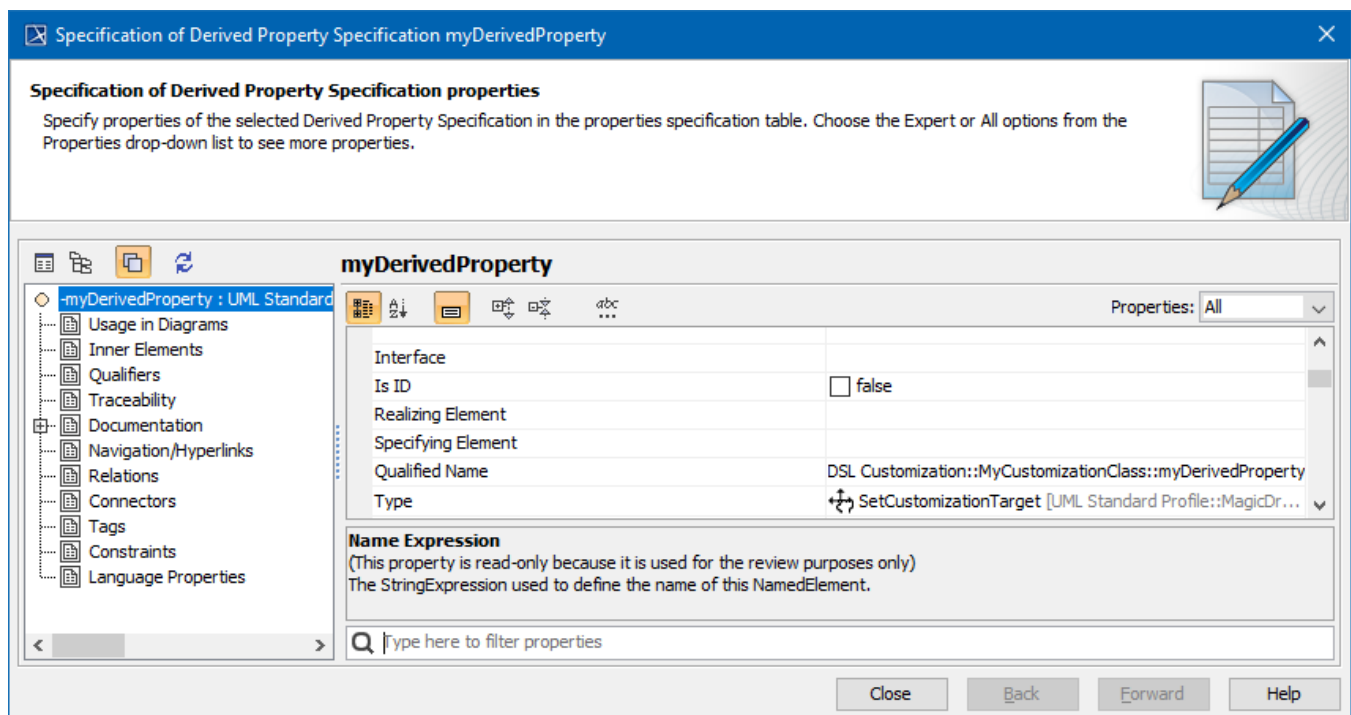 Specification of Derived Property Specification myDerivedProperty
Specification of Derived Property Specification properties
Specify properties of the selected Derived Property Specification in the properties specification table. Choose the Expert or All options from the
Properties drop-down list to see more properties.
myDerivedProperty
-myDerivedProperty : UML Standard
Usage in Diagrams
Inner Elements
Qualifiers
Traceability
Documentation
Navigation/Hyperlinks
Relations
Connectors
Tags
Constraints
Language Properties
A
Z
abc
...
Properties: All
Interface
Is ID false
Realizing Element
Specifying Element
Qualified Name DSL Customization::MyCustomizationClass::myDerivedProperty
Type SetCustomizationTarget [UML Standard Profile::MagicDr...
Name Expression
(This property is read-only because it is used for the review purposes only)
The StringExpression used to define the name of this NamedElement.
Type here to filter properties
Close Back Forward Help